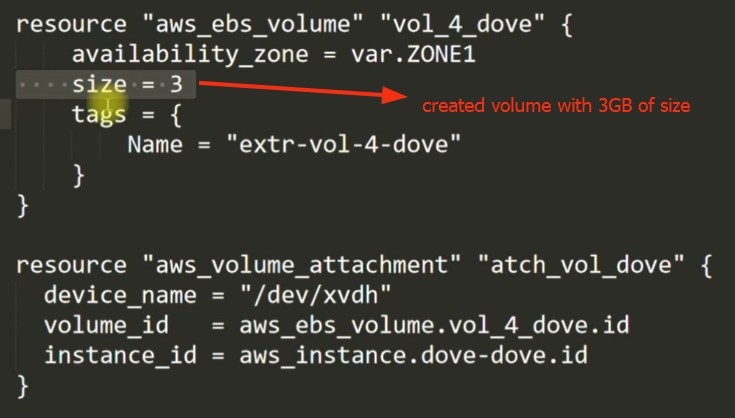 resource "aws_ebs_volume" "vol_4_dove" {
availability_zone = var.ZONE1
size = 3
created volume with 3GB of size
tags = {
Name = "extr-vol-4-dove"
}
}
resource "aws_volume_attachment" "atch_vol_dove" {
device_name = "/dev/xvdh"
volume_id = aws_ebs_volume.vol_4_dove.id
instance_id = aws_instance.dove-dove.id
}